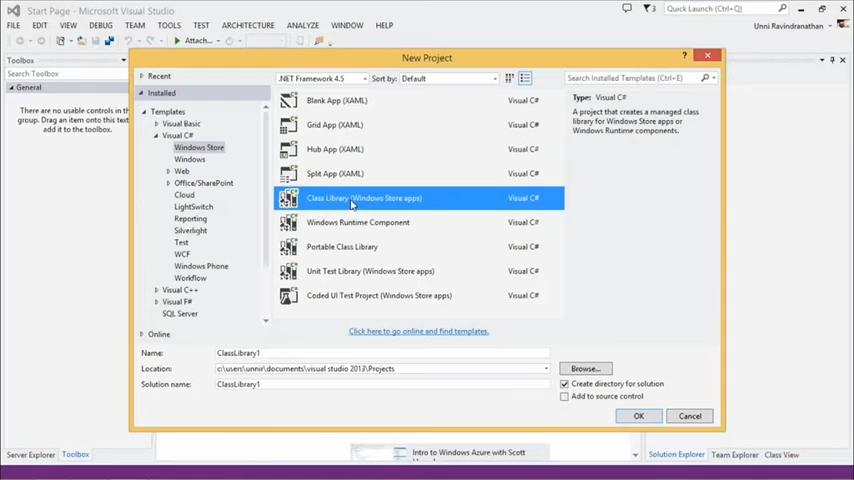 Start Page - Microsoft Visual Studio
Quick Launch (Ctrl+Q)
FILE EDIT VIEW DEBUG TEAM TOOLS TEST ARCHITECTURE ANALYZE WINDOW HELP
Unni Ravindranathan
Attach...
Toolbox
Search Toolbox
General
There are no usable controls in this
group. Drag an item onto this text
add it to the toolbox.
New Project
Recent
Installed
Templates
Visual Basic
Visual C#
Windows Store
Windows
Web
Office/SharePoint
Cloud
LightSwitch
Reporting
Silverlight
Test
WCF
Windows Phone
Workflow
Visual C++
Visual F#
SQL Server
Online
.NET Framework 4.5 Sort by: Default
Blank App (XAML) Visual C#
Grid App (XAML) Visual C#
Hub App (XAML) Visual C#
Split App (XAML) Visual C#
Class Library (Windows Store apps) Visual C#
Windows Runtime Component Visual C#
Portable Class Library Visual C#
Unit Test Library (Windows Store apps) Visual C#
Coded UI Test Project (Windows Store apps) Visual C#
Click here to go online and find templates.
Search Installed Templates (Ctrl+E)
Type: Visual C#
A project that creates a managed class
library for Windows Store apps or
Windows Runtime components.
Name: ClassLibrary1
Location: c:\users\unnir\documents\visual studio 2013\Projects Browse...
Solution name: ClassLibrary1
Create directory for solution
Add to source control
OK Cancel
Intro to Windows Azure with Scott
Server Explorer Toolbox
Solution Explorer Team Explorer Class View